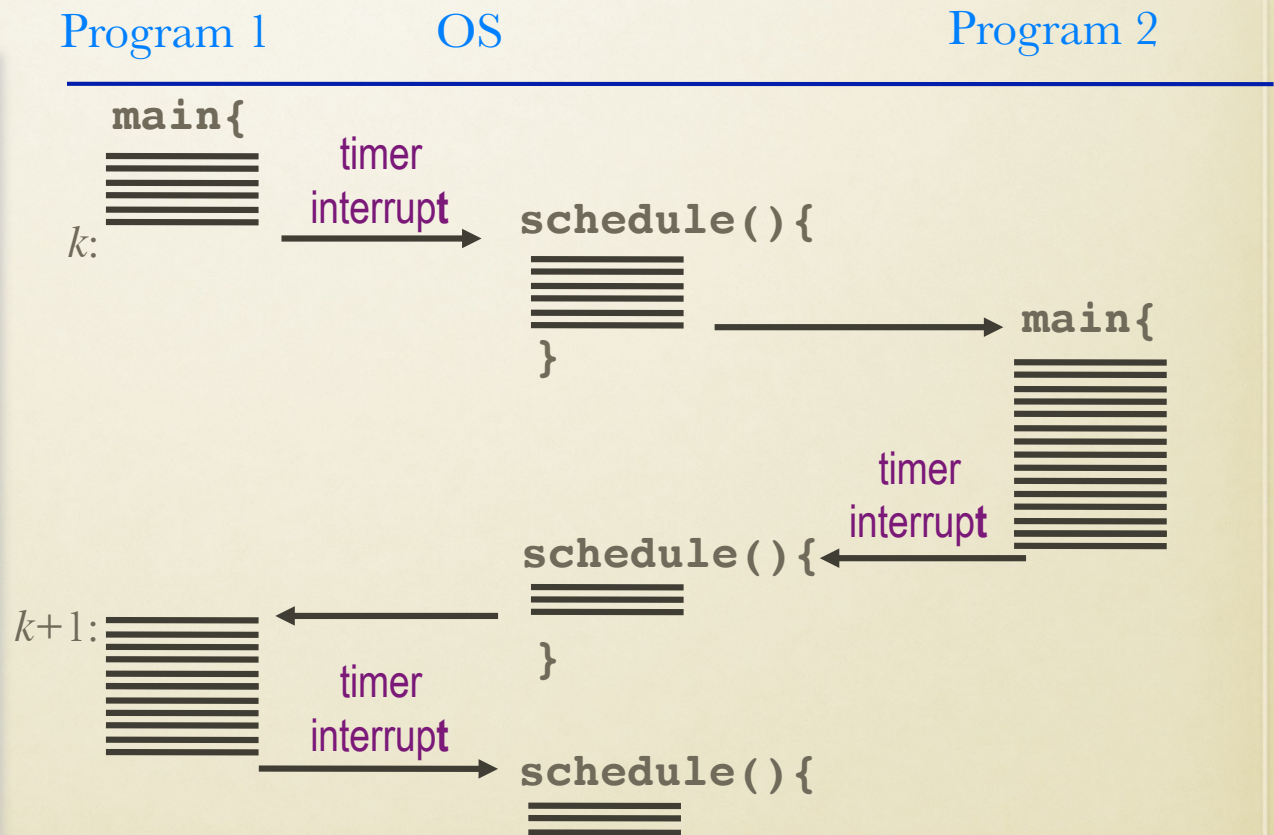 Program 1 OS Program 2
main{
timer
interrupt
k:
schedule(){
}
main{
timer
interrupt
schedule(){
k+1:
}
timer
interrupt
schedule(){